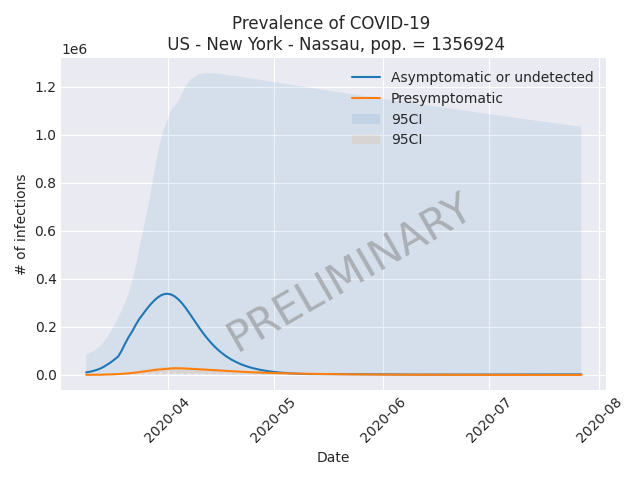 Prevalence of COVID-19
US - New York - Nassau, pop. = 1356924
1e6
1.2
1.0
0.8
0.6
0.4
0.2
0.0
# of infections
Asymptomatic or undetected
Presymptomatic
95CI
95CI
PRELIMINARY
2020-04
2020-05
2020-06
2020-07
2020-08
Date